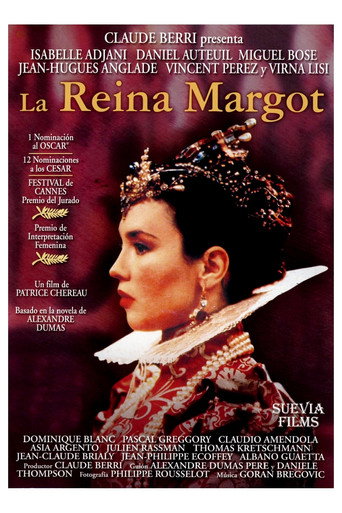 CLAUDE BERRI presenta
ISABELLE ADJANI DANIEL AUTEUIL MIGUEL BOSE
JEAN-HUGUES ANGLADE VINCENT PEREZ y VIRNA LISI
La Reina Margot
1 Nominación
al OSCAR®
12 Nominaciones
a los CESAR
FESTIVAL de
CANNES
Premio del Jurado
Premio de
Interpretación
Femenina
Un film de
PATRICE CHEREAU
Basado en la novela de
ALEXANDRE
DUMAS
SUEVIA
FILMS
DOMINIQUE BLANC PASCAL GREGGORY CLAUDIO AMENDOLA
ASIA ARGENTO JULIEN RASSMAN THOMAS KRETSCHMANN
JEAN-CLAUDE BRIALY JEAN-PHILIPPE ECOFFEY ALBANO GUAETTA
Productor CLAUDE BERRI Guión ALEXANDRE DUMAS PERE y DANIELE
THOMPSON Fotografía PHILIPPE ROUSSELOT Música GORAN BREGOVIC